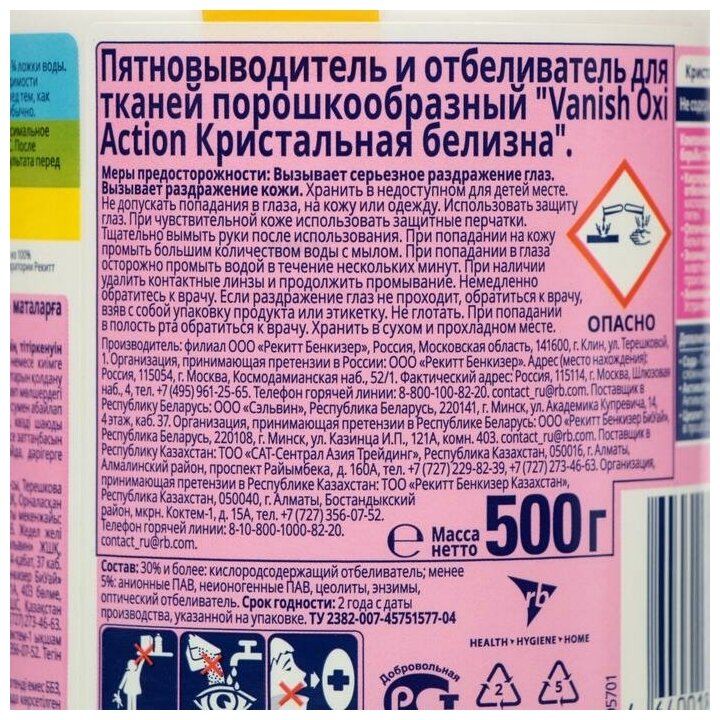 Пятновыводитель и отбеливатель для
тканей порошкообразный "Vanish Oxi
Action Кристальная белизна".
Меры предосторожности: Вызывает серьезное раздражение глаз.
Вызывает раздражение кожи. Хранить в недоступном для детей месте.
Не допускать попадания в глаза, на кожу или одежду. Использовать защиту
глаз. При чувствительной коже использовать защитные перчатки.
Тщательно вымыть руки после использования. При попадании на кожу
промыть большим количеством воды с мылом. При попадании в глаза
осторожно промыть водой в течение нескольких минут. При наличии
удалить контактные линзы и продолжить промывание. Немедленно
обратитесь к врачу. Если раздражение глаз не проходит, обратиться к врачу,
взяв с собой упаковку продукта или этикетку. Не глотать. При попадании
в полость рта обратиться к врачу. Хранить в сухом и прохладном месте.
ОПАСНО
Производитель: филиал ООО «Рекитт Бенкизер», Россия, Московская область, 141600, г. Клин, ул. Терешковой,
1. Организация, принимающая претензии в России: ООО «Рекитт Бенкизер». Адрес (место нахождения):
Россия, 115054, г. Москва, Космодамианская наб., 52/1. Фактический адрес: Россия, 115114, г. Москва, Шлюзовая
наб., 4, тел. +7 (495) 961-25-65. Телефон горячей линии: 8-800-100-82-20. contact_ru@rb.com. Поставщик в
Республику Беларусь: ООО «Сэльвин», Республика Беларусь, 220141, г. Минск, ул. Академика Купревича, 14,
4 этаж, каб. 37. Организация, принимающая претензии в Республике Беларусь: ООО «Рекитт Бенкизер БиУай»,
Республика Беларусь, 220108, г. Минск, ул. Казинца И.П., 121А, комн. 403. contact_ru@rb.com. Поставщик в
Республику Казахстан: ТОО «САТ-Сентрал Азия Трейдинг», Республика Казахстан, 050016, г. Алматы,
Алмалинский район, проспект Райымбека, д. 160А, тел. +7 (727) 229-82-39, +7 (727) 273-46-63. Организация,
принимающая претензии в Республике Казахстан: ТОО «Рекитт Бенкизер Казахстан»,
Республика Казахстан, 050040, г. Алматы, Бостандыкский
район, мкрн. Коктем-1, д. 15А, тел. +7 (727) 356-07-52.
Телефон горячей линии: 8-10-800-1000-82-20.
contact_ru@rb.com.
Масса
нетто 500 г
Состав: 30% и более: кислородсодержащий отбеливатель; менее
5%: анионные ПАВ, неионогенные ПАВ, цеолиты, энзимы,
оптический отбеливатель. Срок годности: 2 года с даты
производства, указанной на упаковке. ТУ 2382-007-45751577-04
rb
HEALTH • HYGIENE • HOME
Добровольная
РСТ
2
5